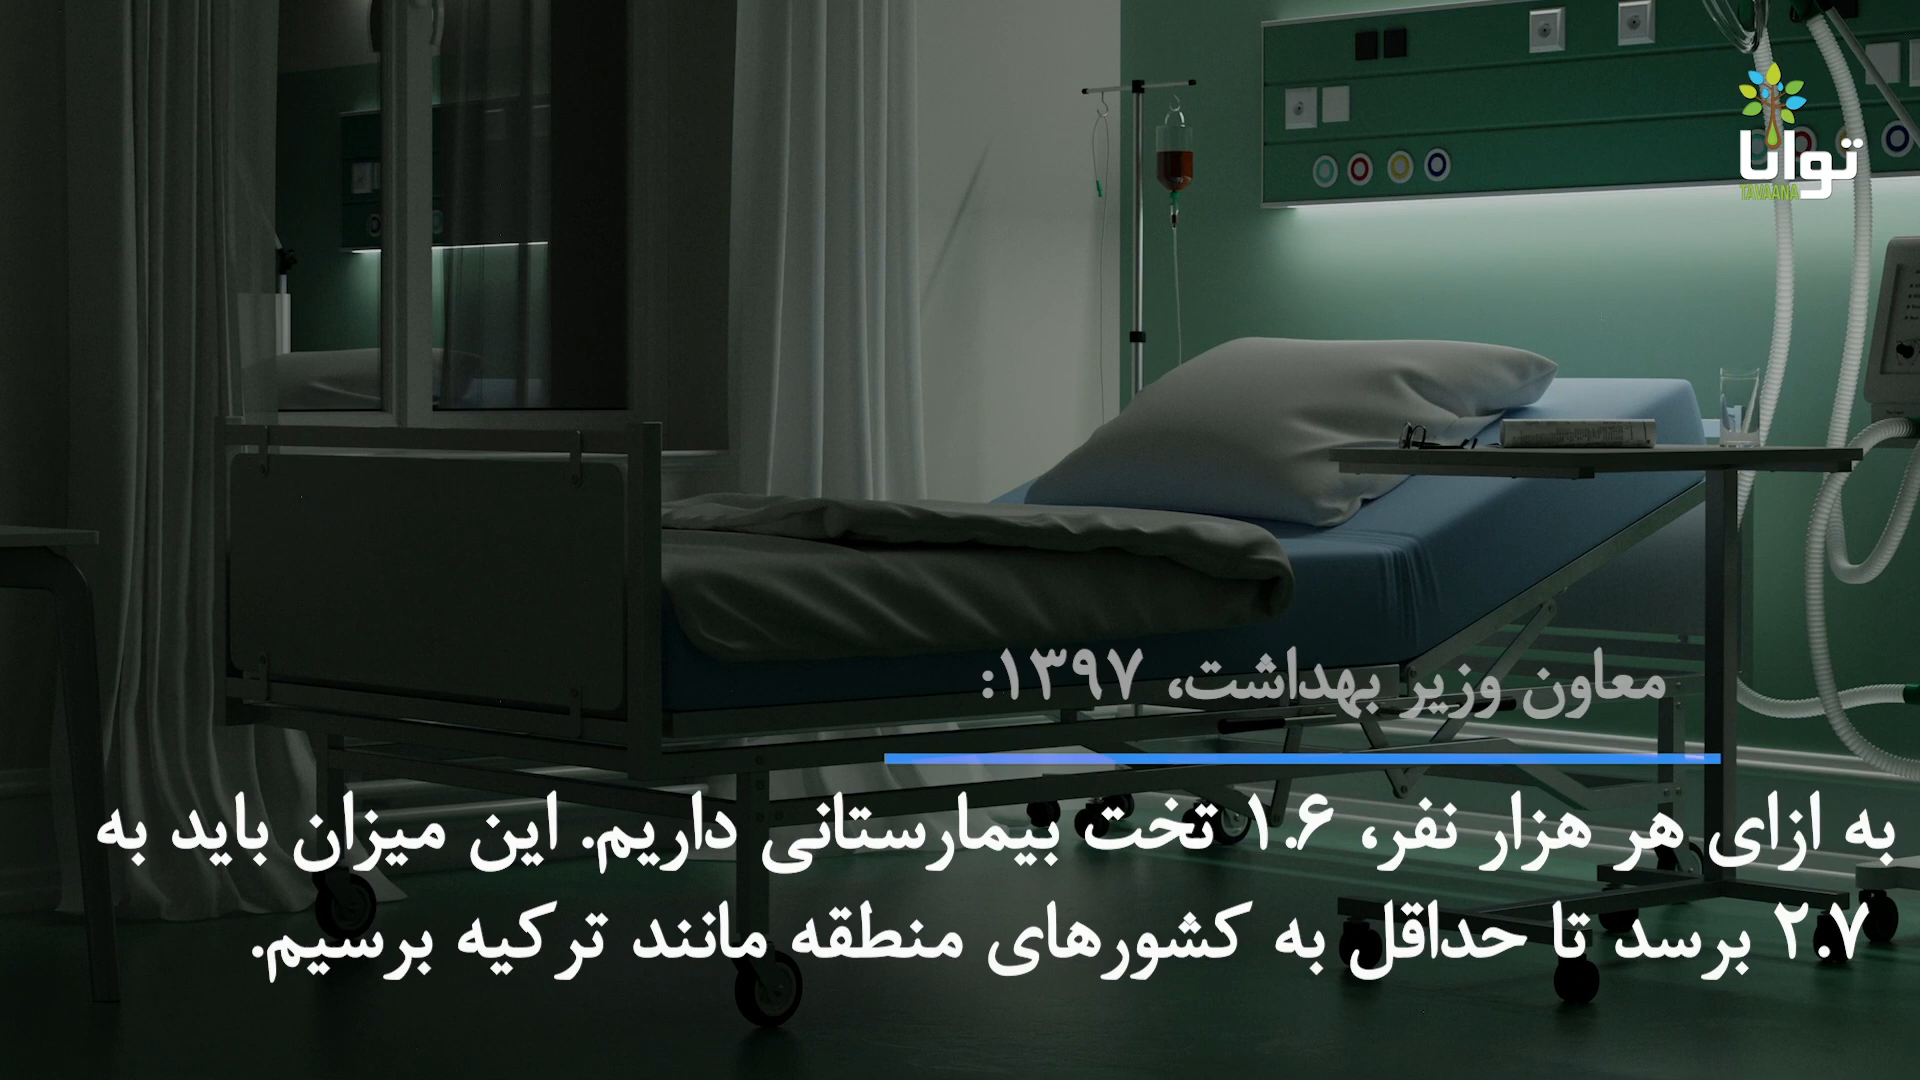 توانا
TAVAANA
معاون وزیر بهداشت، ۱۳۹۷:
به ازای هر هزار نفر، ۱.۶ تخت بیمارستانی داریم. این میزان باید به
۲.۷ برسد تا حداقل به کشورهای منطقه مانند ترکیه برسیم.